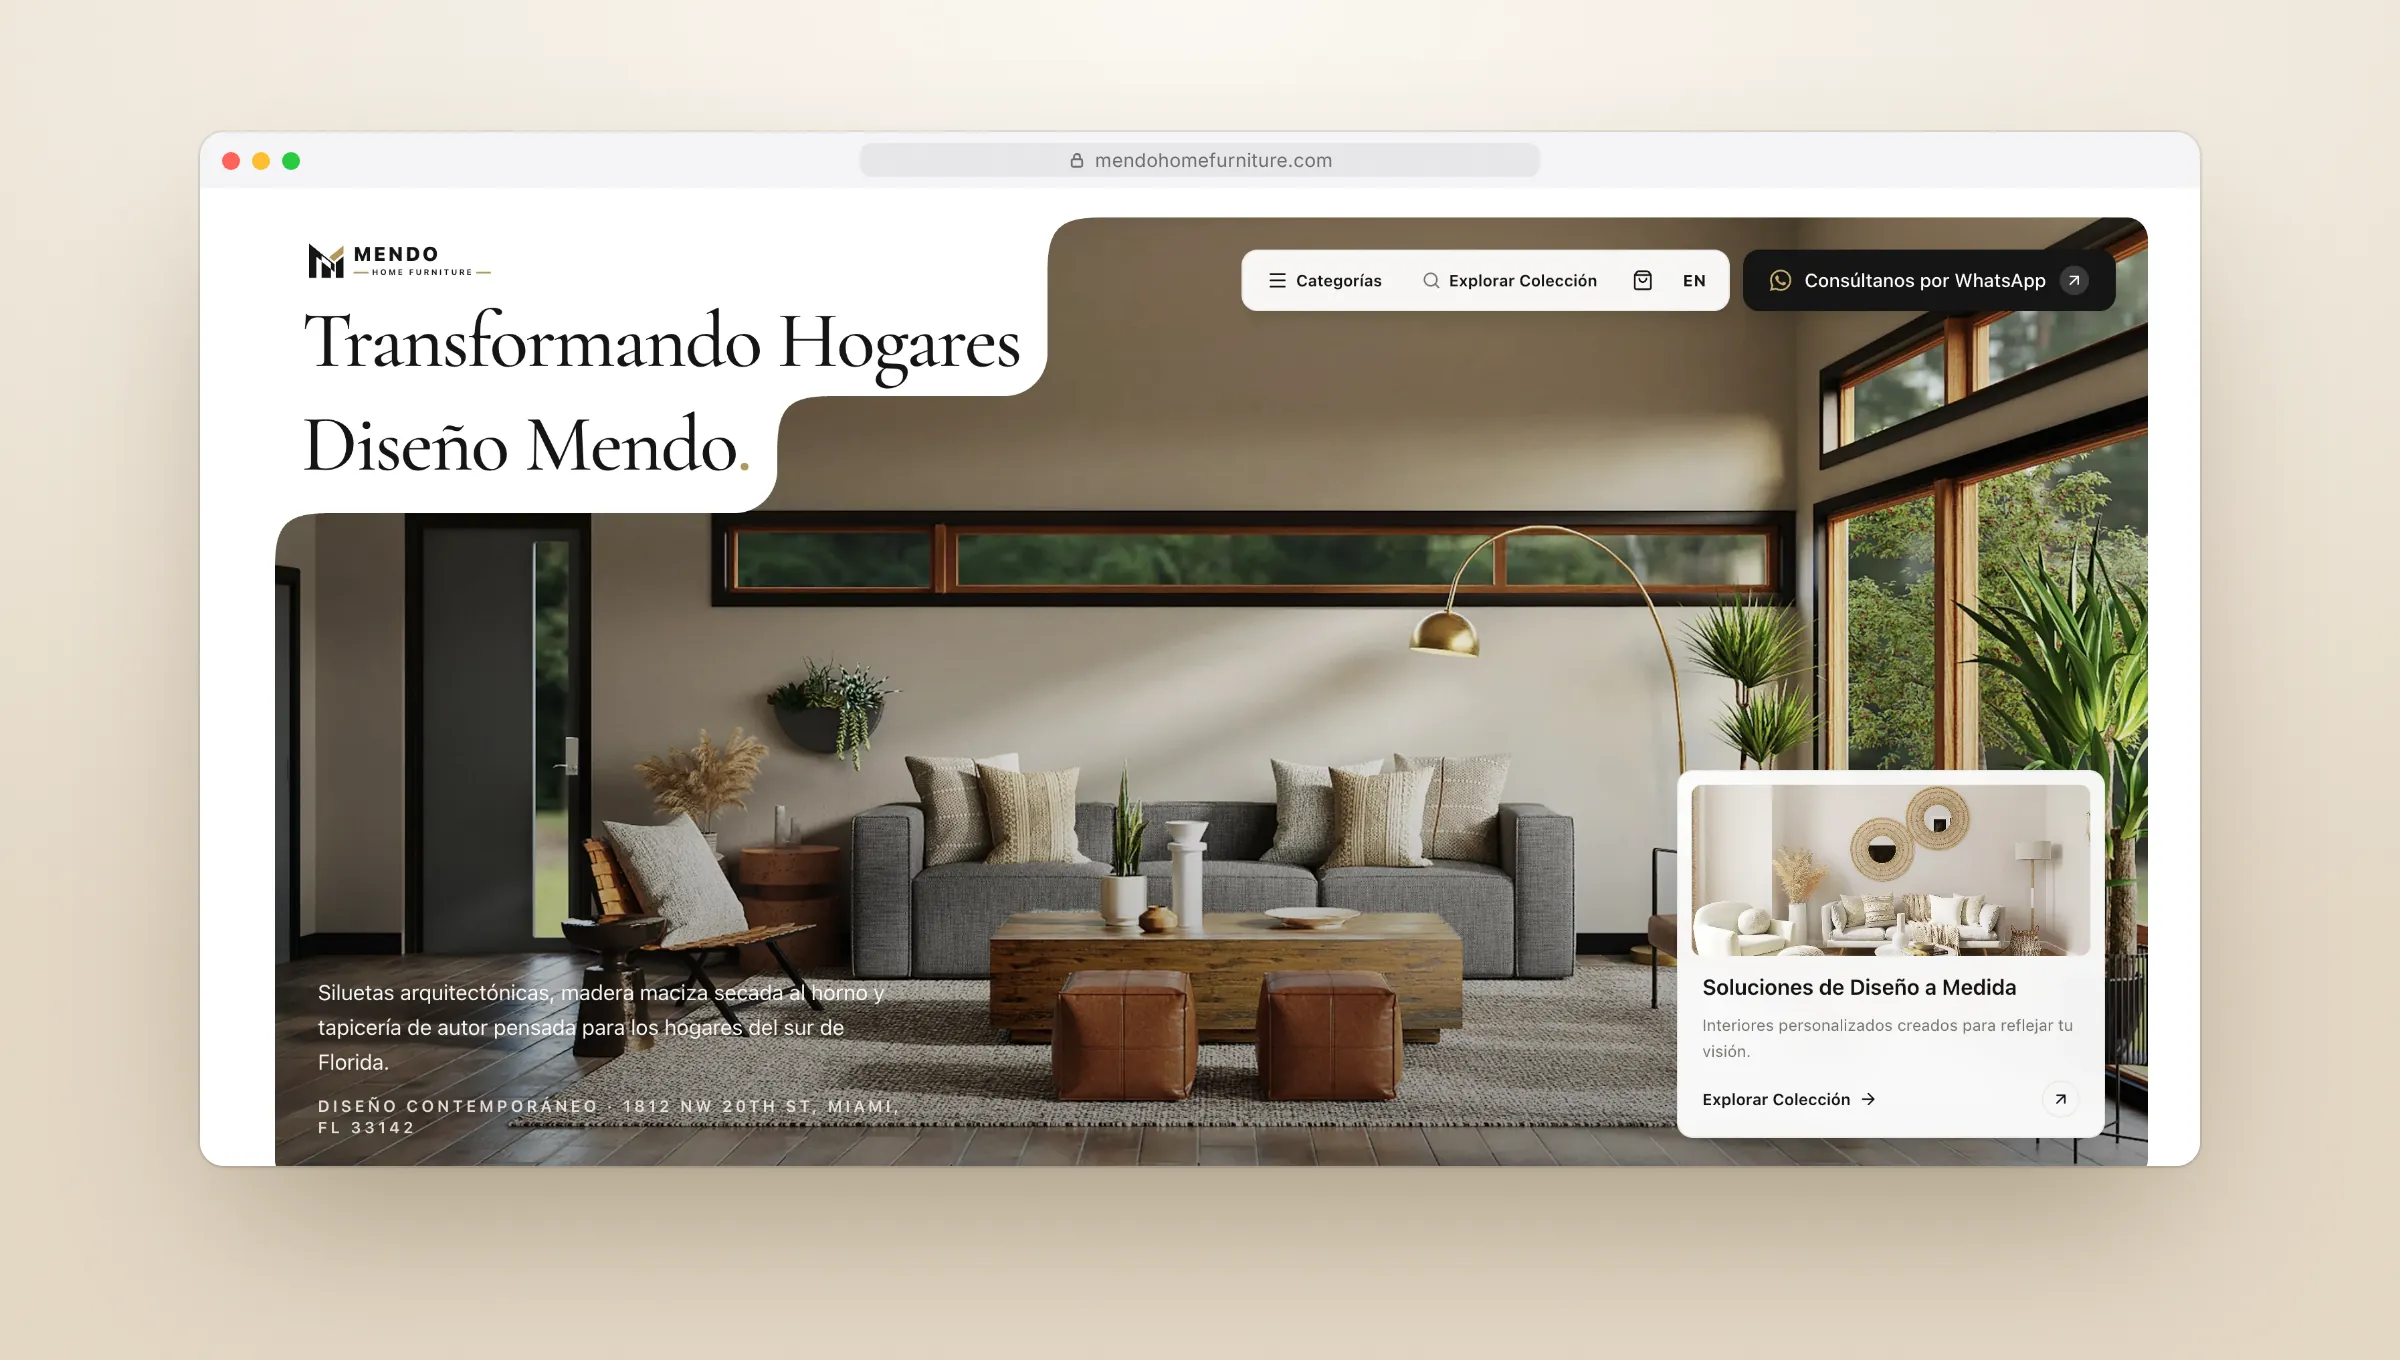 mendohomefurniture.com
MENDO
HOME FURNITURE
Categorías
Explorar Colección
EN
Consúltanos por WhatsApp
Transformando Hogares
Diseño Mendo.
Siluetas arquitectónicas, madera maciza secada al horno y
tapicería de autor pensada para los hogares del sur de
Florida.
DISEÑO CONTEMPORÁNEO · 1812 NW 20TH ST, MIAMI,
FL 33142
Soluciones de Diseño a Medida
Interiores personalizados creados para reflejar tu
visión.
Explorar Colección →